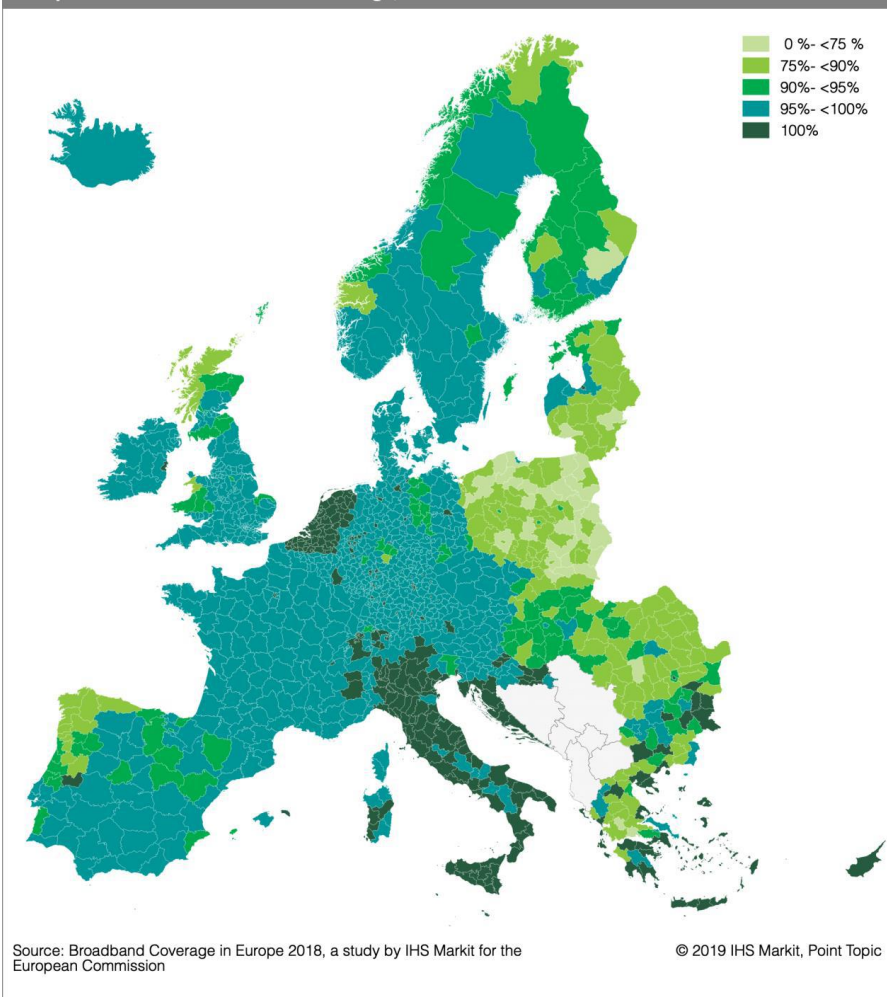 0 %- <75 %
75%- <90%
90%- <95%
95%- <100%
100%
Source: Broadband Coverage in Europe 2018, a study by IHS Markit for the
European Commission
© 2019 IHS Markit, Point Topic